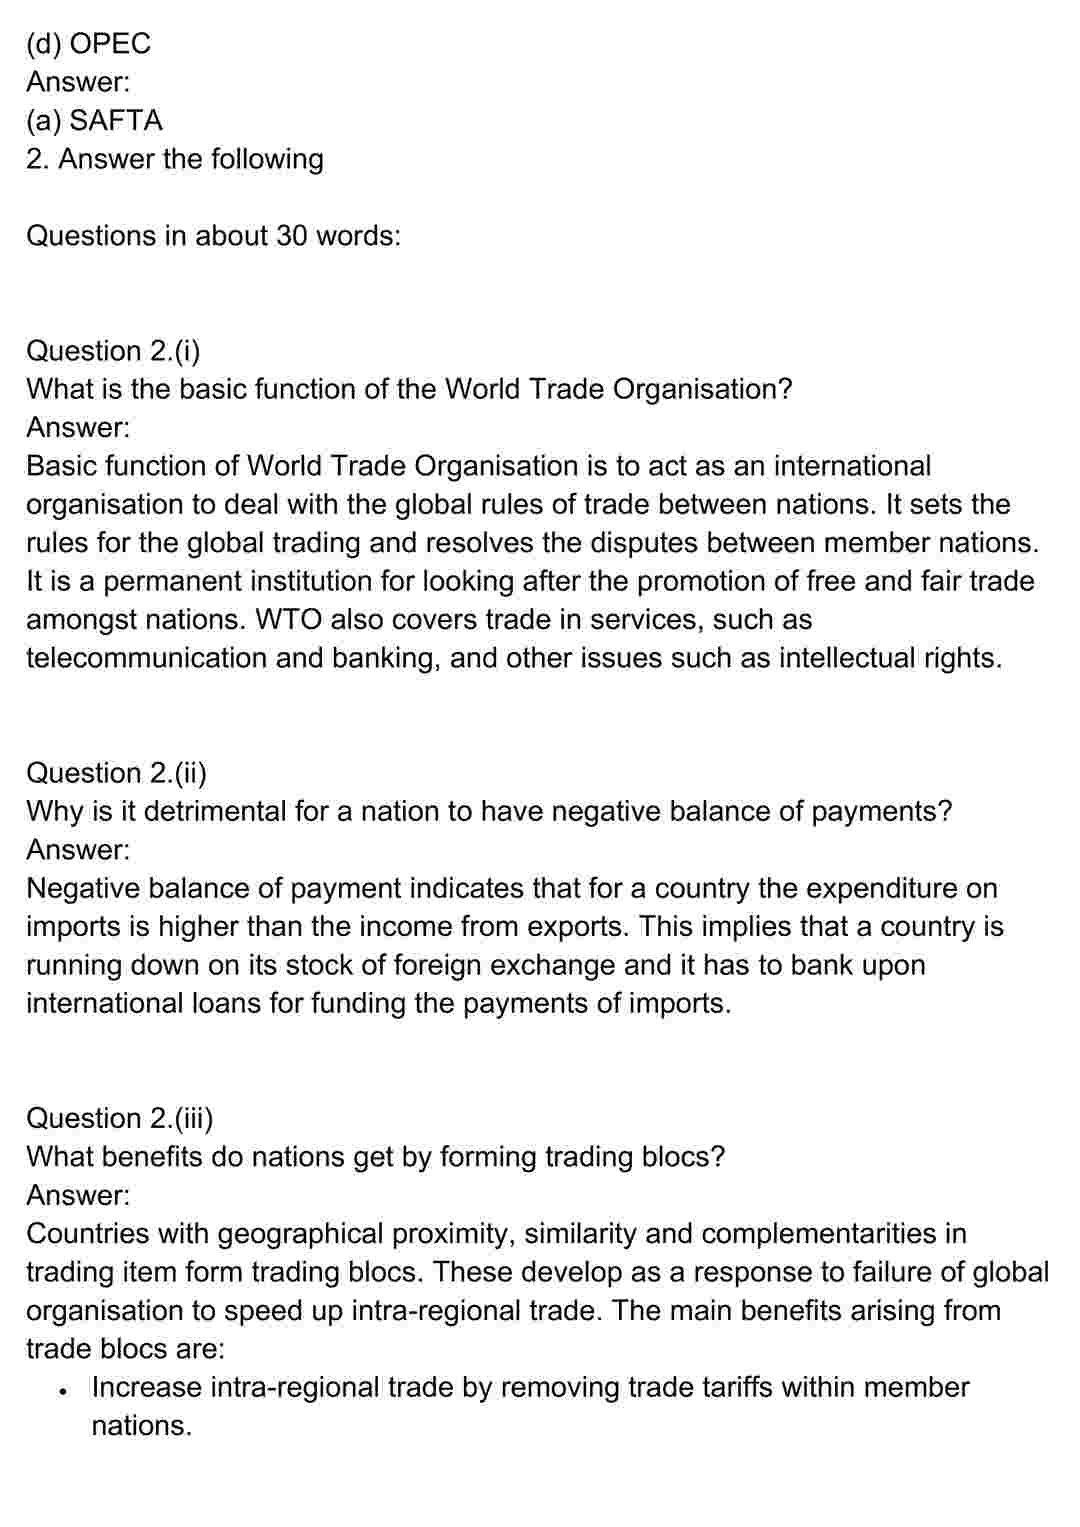 (d) OPEC
Answer:
(a) SAFTA
2. Answer the following
Questions in about 30 words:
Question 2.(i)
What is the basic function of the World Trade Organisation?
Answer:
Basic function of World Trade Organisation is to act as an international
organisation to deal with the global rules of trade between nations. It sets the
rules for the global trading and resolves the disputes between member nations.
It is a permanent institution for looking after the promotion of free and fair trade
amongst nations. WTO also covers trade in services, such as
telecommunication and banking, and other issues such as intellectual rights.
Question 2.(ii)
Why is it detrimental for a nation to have negative balance of payments?
Answer:
Negative balance of payment indicates that for a country the expenditure on
imports is higher than the income from exports. This implies that a country is
running down on its stock of foreign exchange and it has to bank upon
international loans for funding the payments of imports.
Question 2.(iii)
What benefits do nations get by forming trading blocs?
Answer:
Countries with geographical proximity, similarity and complementarities in
trading item form trading blocs. These develop as a response to failure of global
organisation to speed up intra-regional trade. The main benefits arising from
trade blocs are:
• Increase intra-regional trade by removing trade tariffs within member
nations.